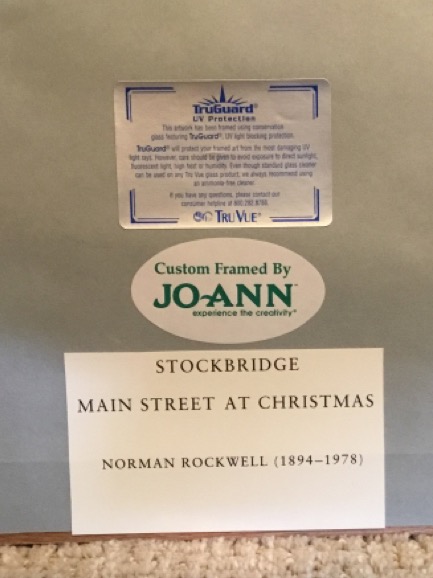 TruGuard®
UV Protection
This artwork has been framed using conservation
glass featuring TruGuard®, UV light blocking protection.
TruGuard® will protect your framed art from the most damaging UV
light rays. However, care should be given to avoid exposure to direct sunlight,
fluorescent light, high heat or humidity. Even though standard glass cleaner
can be used on any Tru Vue glass product, we always recommend using
an ammonia-free cleaner.
If you have any questions, please contact our
consumer helpline at 800.282.8788.
TRU VUE®
Custom Framed By
JO-ANN™
experience the creativity®
STOCKBRIDGE
MAIN STREET AT CHRISTMAS
NORMAN ROCKWELL (1894–1978)